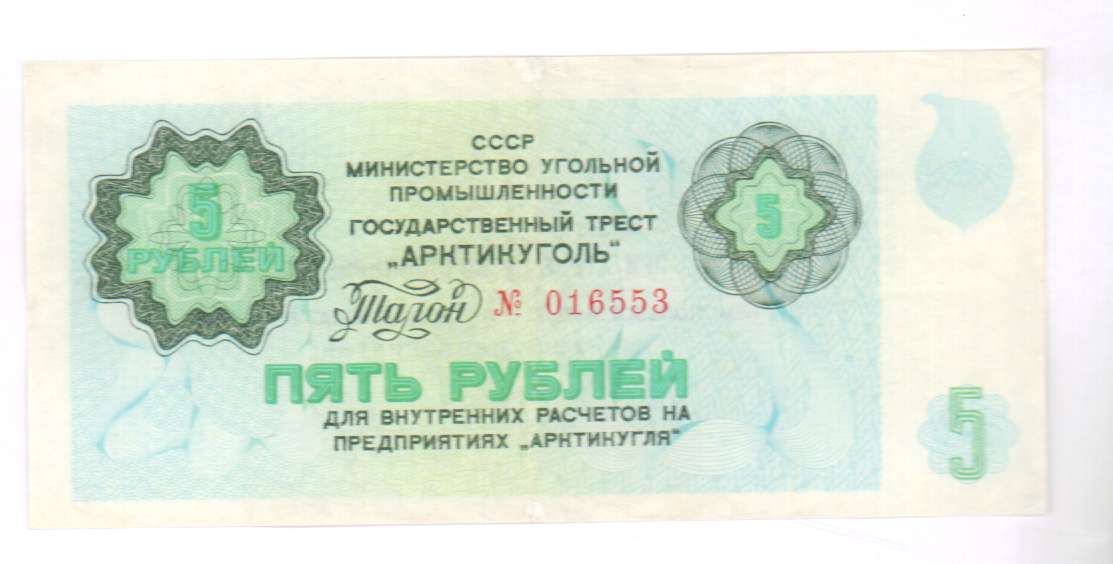 СССР
МИНИСТЕРСТВО УГОЛЬНОЙ
ПРОМЫШЛЕННОСТИ
ГОСУДАРСТВЕННЫЙ ТРЕСТ
„АРКТИКУГОЛЬ"
5
РУБЛЕЙ
5
Талон № 016553
ПЯТЬ РУБЛЕЙ
ДЛЯ ВНУТРЕННИХ РАСЧЕТОВ НА
ПРЕДПРИЯТИЯХ „АРКТИКУГЛЯ"
5